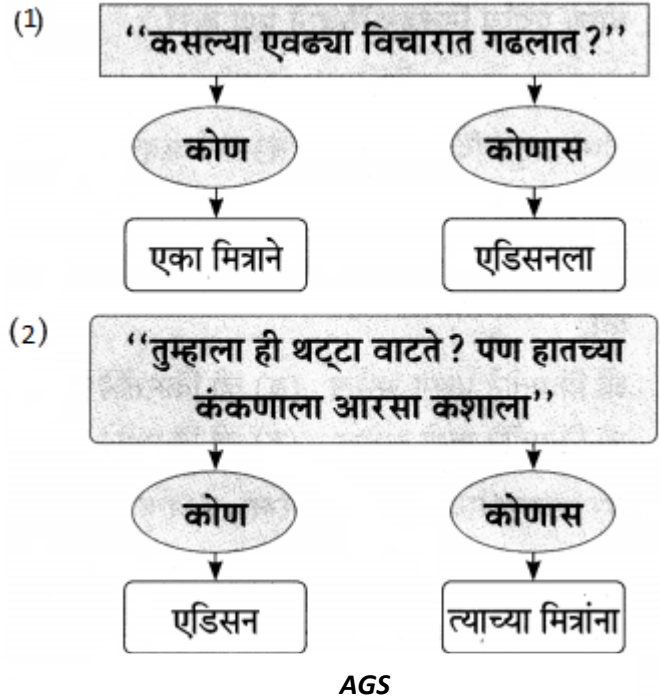 (1)
‘‘कसल्या एवढ्या विचारात गढलात ?’’
कोण कोणास
एका मित्राने एडिसनला
(2)
‘‘तुम्हाला ही थट्टा वाटते ? पण हातच्या
कंकणाला आरसा कशाला’’
कोण कोणास
एडिसन त्याच्या मित्रांना
AGS